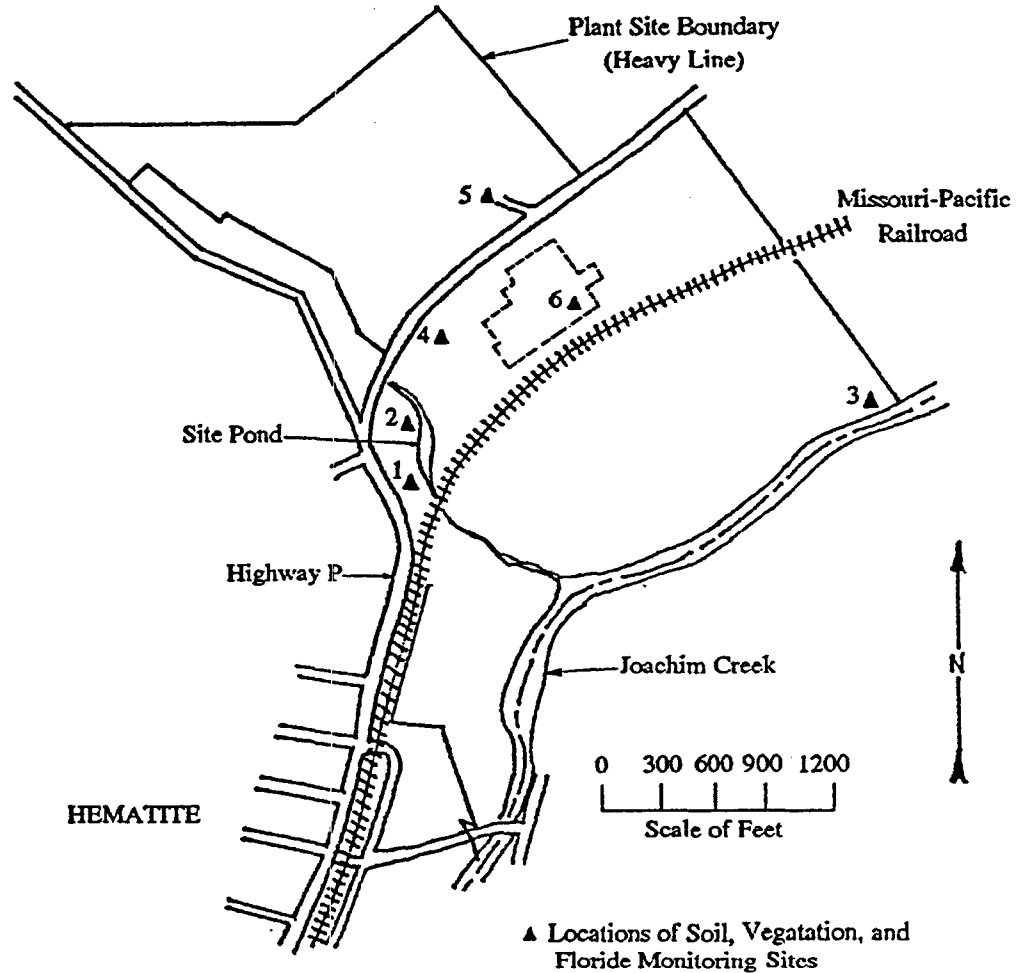 Plant Site Boundary
(Heavy Line)
Missouri-Pacific
Railroad
5
6
4
3
2
Site Pond
1
Highway P
N
Joachim Creek
0 300 600 900 1200
Scale of Feet
HEMATITE
▲ Locations of Soil, Vegatation, and
Floride Monitoring Sites